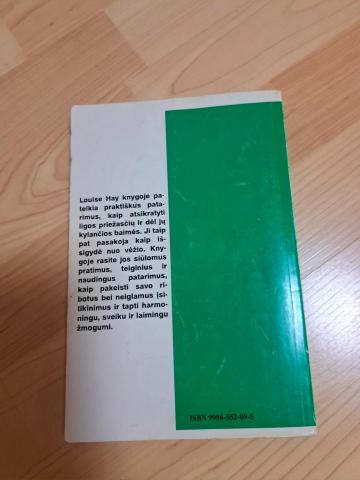 Louise Hay knygoje pa-
teikia praktiškus pata-
rimus, kaip atsikratyti
ligos priežasčių ir dėl jų
kylančios baimės. Ji taip
pat pasakoja kaip iš-
sigydė nuo vėžio. Kny-
goje rasite jos siūlomus
pratimus, teiginius ir
naudingus patarimus,
kaip pakeisti savo ri-
botus bei neigiamus įsi-
tikinimus ir tapti harmo-
ningu, sveiku ir laimingu
žmogumi.
ISBN 9986-552-09-5